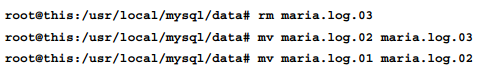 root@this:/usr/local/mysql/data# rm maria.log.03
root@this:/usr/local/mysql/data# mv maria.log.02 maria.log.03
root@this:/usr/local/mysql/data# mv maria.log.01 maria.log.02